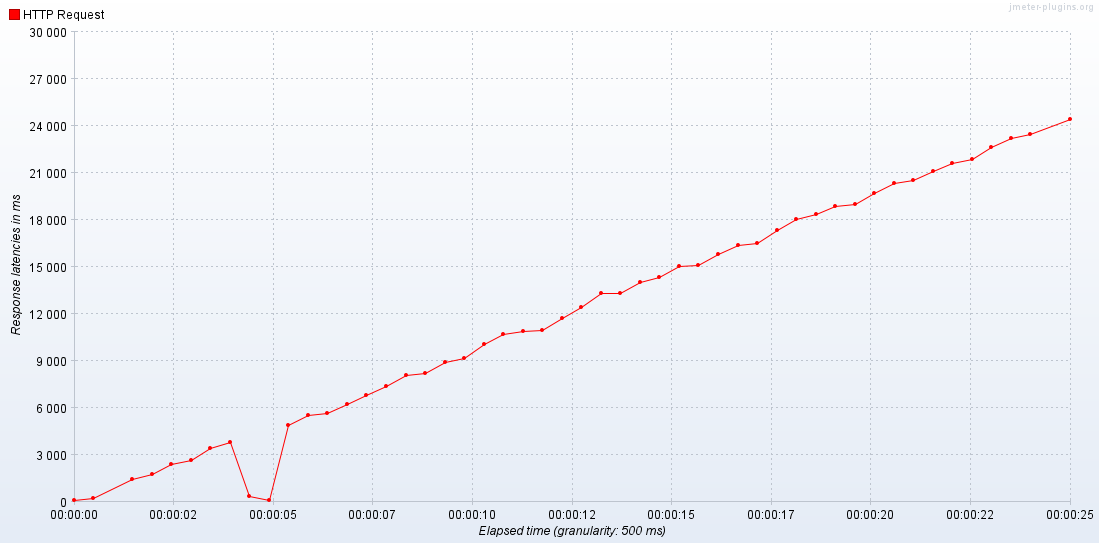 jmeter-plugins.org
HTTP Request
30 000
27 000
24 000
21 000
18 000
15 000
12 000
9 000
6 000
3 000
0
Response latencies in ms
00:00:00 00:00:02 00:00:05 00:00:07 00:00:10 00:00:12 00:00:15 00:00:17 00:00:20 00:00:22 00:00:25
Elapsed time (granularity: 500 ms)